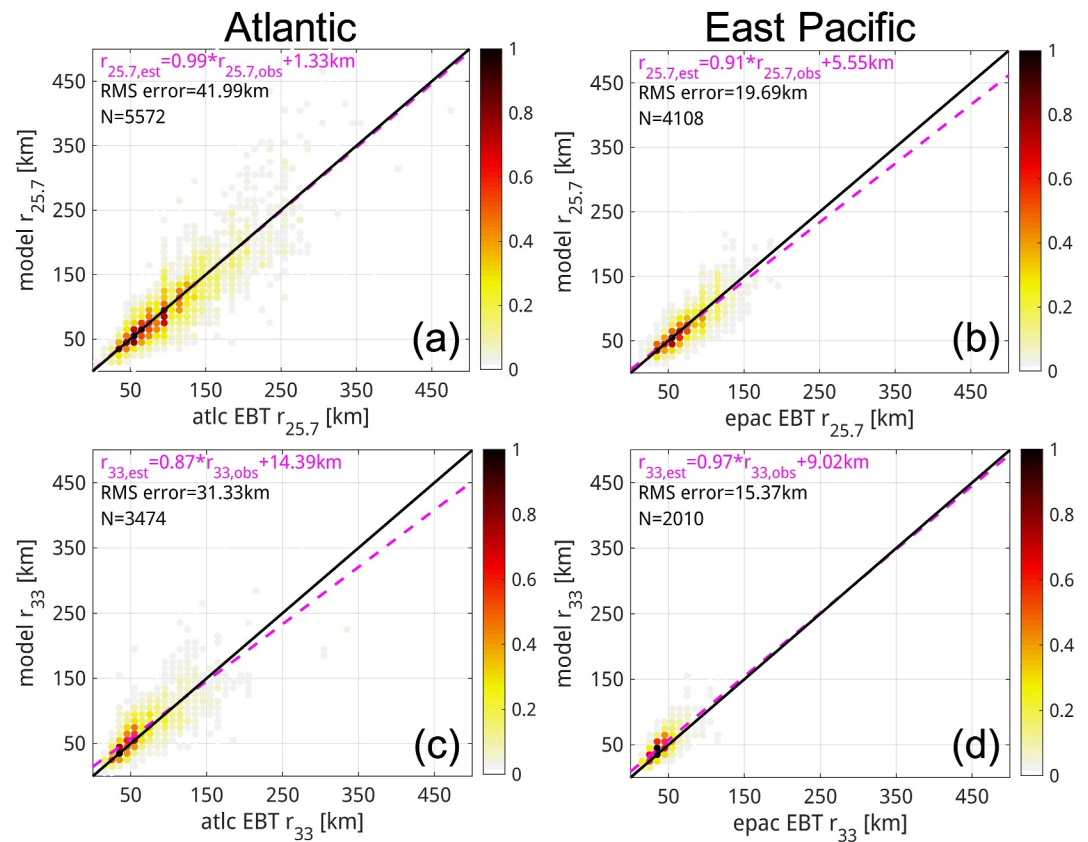 Atlantic
East Pacific
r25.7,est=0.99*r25.7,obs+1.33km
RMS error=41.99km
N=5572
450
350
250
150
50
model r25.7 [km]
50 150 250 350 450
atlc EBT r25.7 [km]
(a)
1
0.8
0.6
0.4
0.2
0
r25.7,est=0.91*r25.7,obs+5.55km
RMS error=19.69km
N=4108
450
350
250
150
50
model r25.7 [km]
50 150 250 350 450
epac EBT r25.7 [km]
(b)
1
0.8
0.6
0.4
0.2
0
r33,est=0.87*r33,obs+14.39km
RMS error=31.33km
N=3474
450
350
250
150
50
model r33 [km]
50 150 250 350 450
atlc EBT r33 [km]
(c)
1
0.8
0.6
0.4
0.2
0
r33,est=0.97*r33,obs+9.02km
RMS error=15.37km
N=2010
450
350
250
150
50
model r33 [km]
50 150 250 350 450
epac EBT r33 [km]
(d)
1
0.8
0.6
0.4
0.2
0